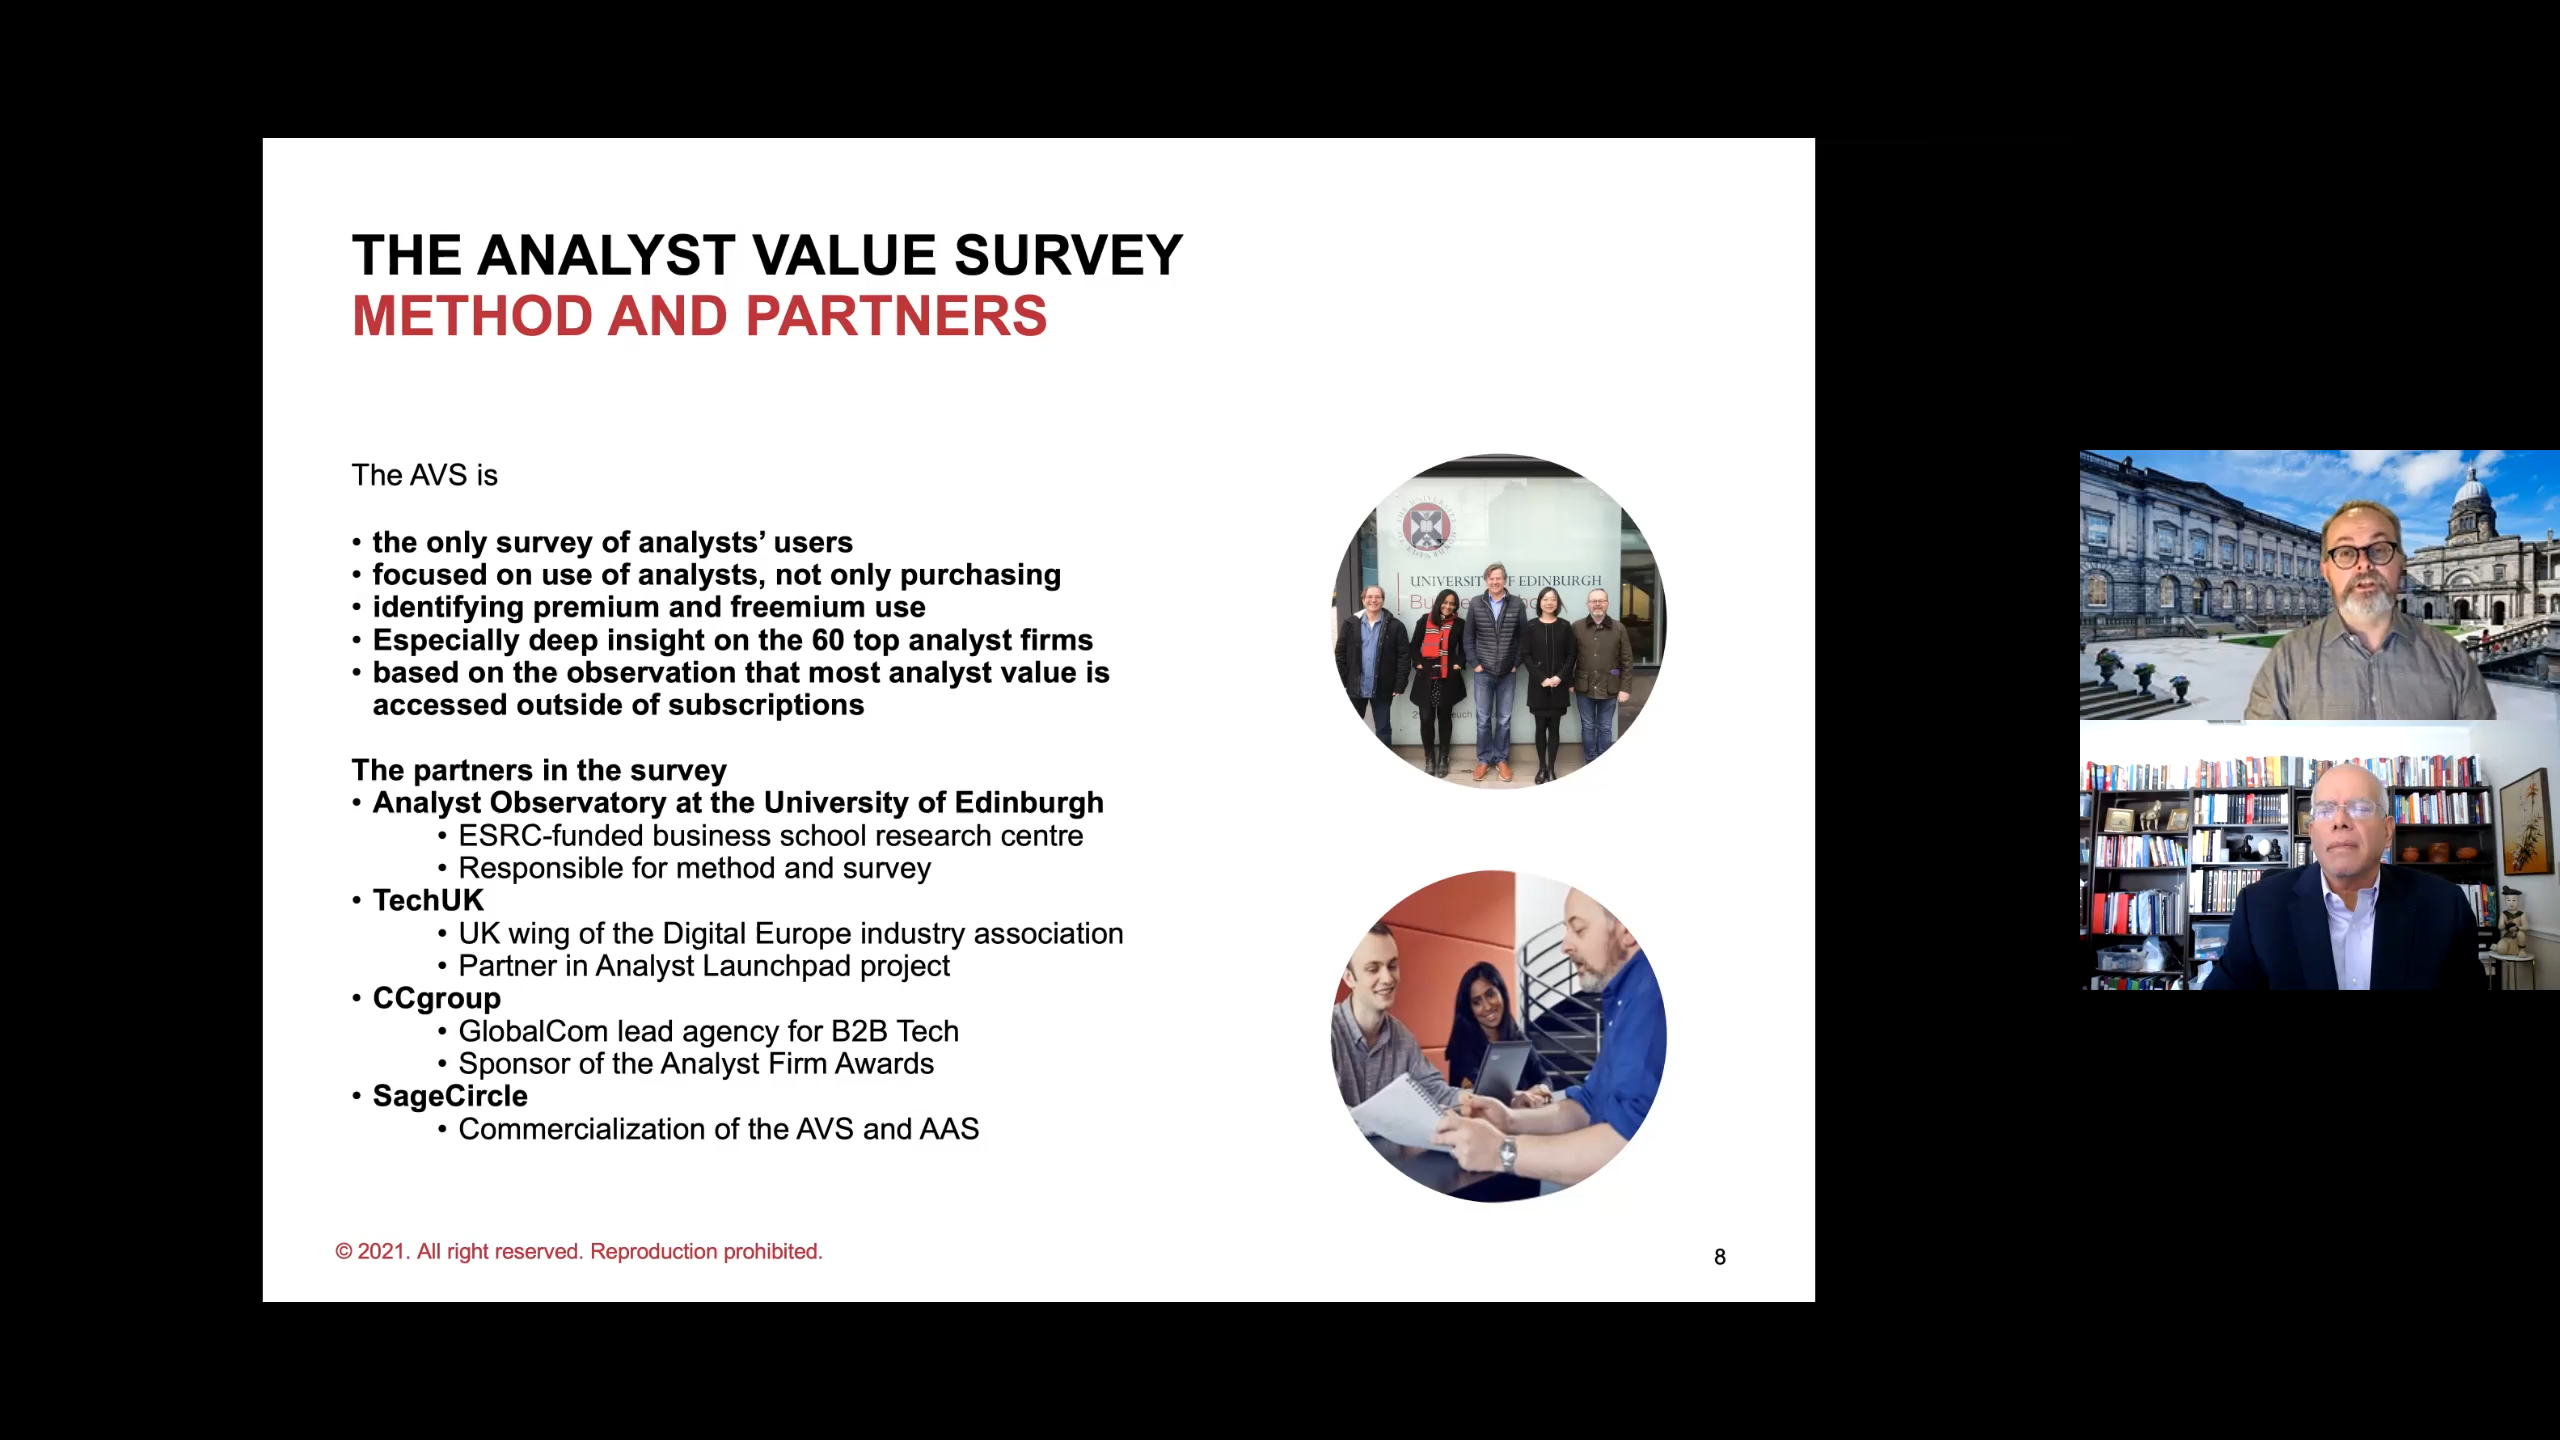 THE ANALYST VALUE SURVEY
METHOD AND PARTNERS
The AVS is
• the only survey of analysts’ users
• focused on use of analysts, not only purchasing
• identifying premium and freemium use
• Especially deep insight on the 60 top analyst firms
• based on the observation that most analyst value is
accessed outside of subscriptions
The partners in the survey
• Analyst Observatory at the University of Edinburgh
• ESRC-funded business school research centre
• Responsible for method and survey
• TechUK
• UK wing of the Digital Europe industry association
• Partner in Analyst Launchpad project
• CCgroup
• GlobalCom lead agency for B2B Tech
• Sponsor of the Analyst Firm Awards
• SageCircle
• Commercialization of the AVS and AAS
© 2021. All right reserved. Reproduction prohibited.
8
EDINBURGH